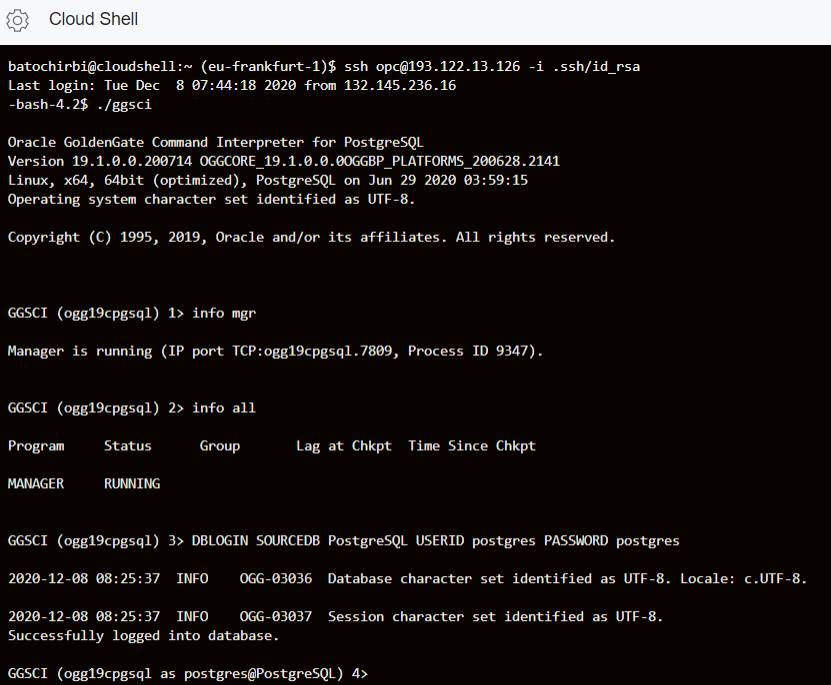 Cloud Shell
batochirbi@cloudshell:~ (eu-frankfurt-1)$ ssh opc@193.122.13.126 -i .ssh/id_rsa
Last login: Tue Dec  8 07:44:18 2020 from 132.145.236.16
-bash-4.2$ ./ggsci
Oracle GoldenGate Command Interpreter for PostgreSQL
Version 19.1.0.0.200714 OGGCORE_19.1.0.0.0OGGBP_PLATFORMS_200628.2141
Linux, x64, 64bit (optimized), PostgreSQL on Jun 29 2020 03:59:15
Operating system character set identified as UTF-8.
Copyright (C) 1995, 2019, Oracle and/or its affiliates. All rights reserved.
GGSCI (ogg19cpgsql) 1> info mgr
Manager is running (IP port TCP:ogg19cpgsql.7809, Process ID 9347).
GGSCI (ogg19cpgsql) 2> info all
Program     Status      Group       Lag at Chkpt  Time Since Chkpt
MANAGER     RUNNING
GGSCI (ogg19cpgsql) 3> DBLOGIN SOURCEDB PostgreSQL USERID postgres PASSWORD postgres
2020-12-08 08:25:37  INFO    OGG-03036  Database character set identified as UTF-8. Locale: c.UTF-8.
2020-12-08 08:25:37  INFO    OGG-03037  Session character set identified as UTF-8.
Successfully logged into database.
GGSCI (ogg19cpgsql as postgres@PostgreSQL) 4>